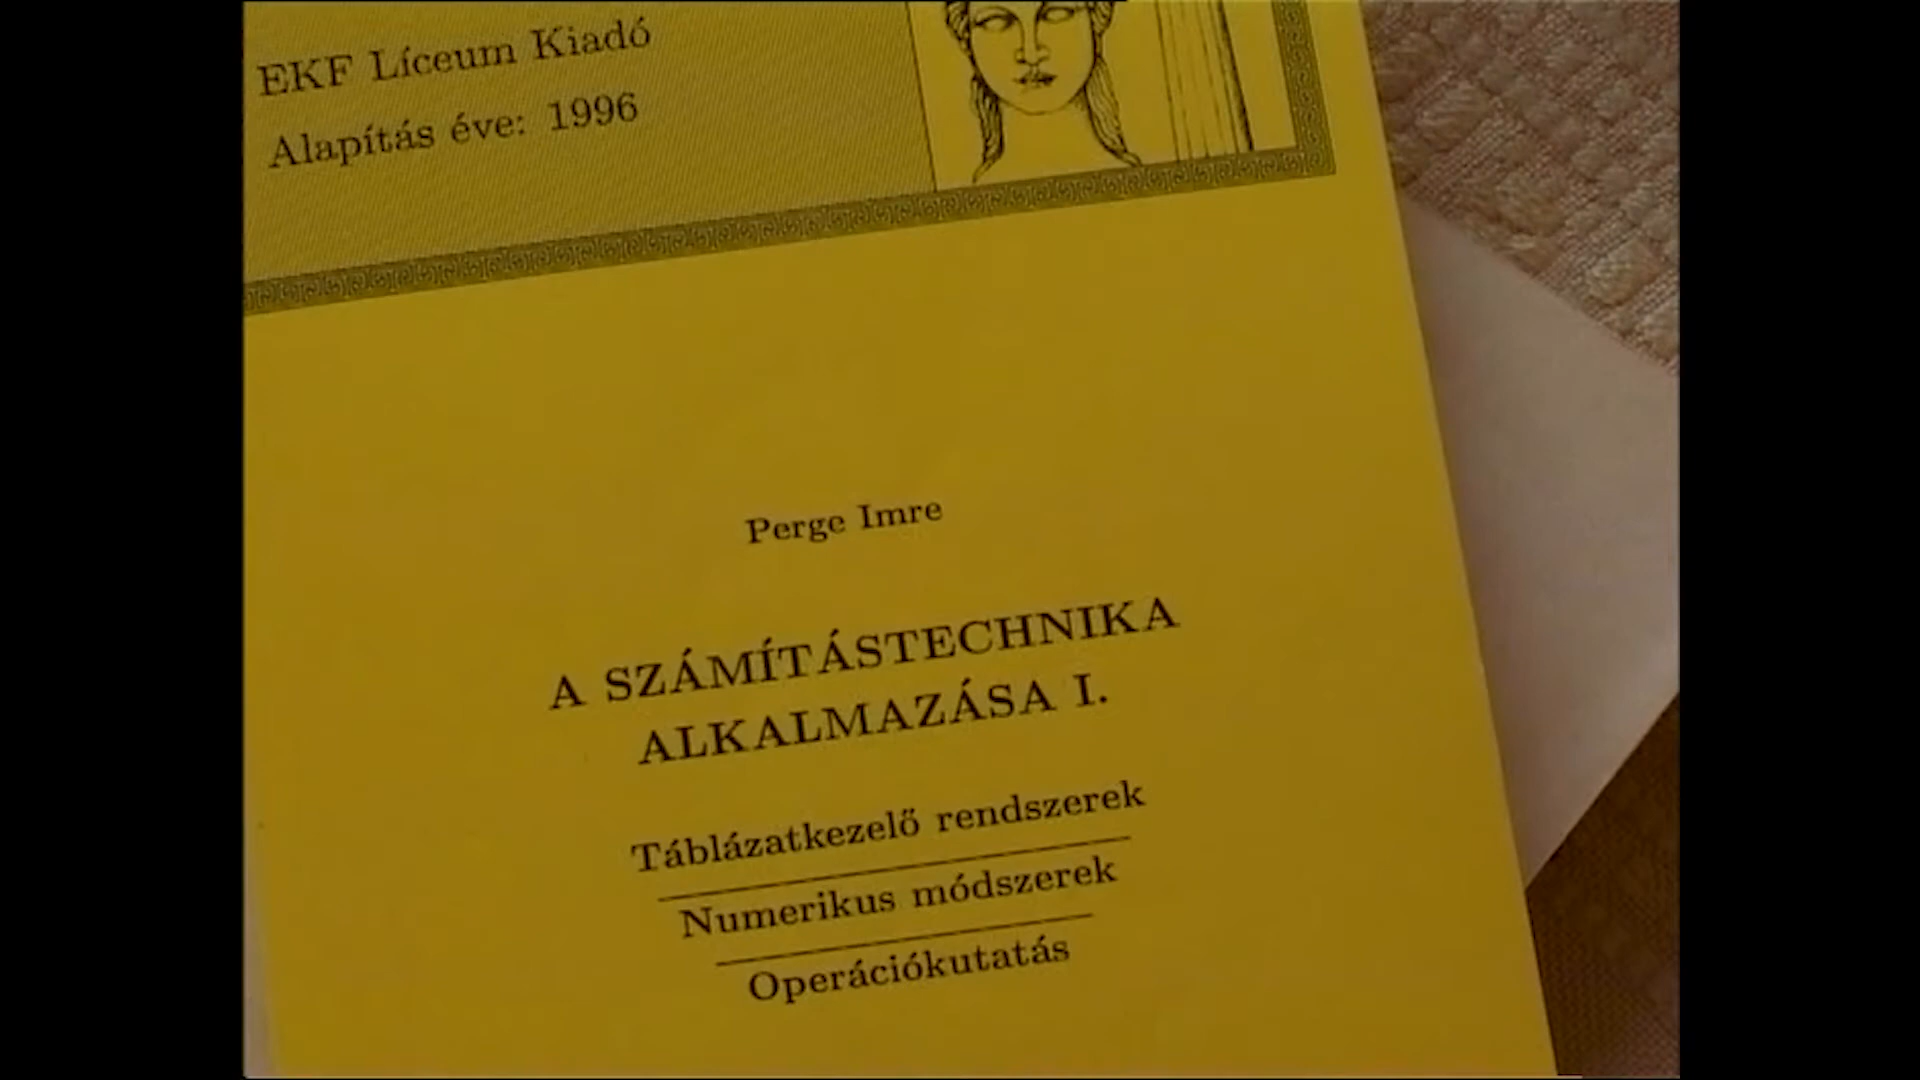 EKF Líceum Kiadó
Alapítás éve: 1996
Perge Imre
A SZÁMÍTÁSTECHNIKA
ALKALMAZÁSA I.
Táblázatkezelő rendszerek
Numerikus módszerek
Operációkutatás